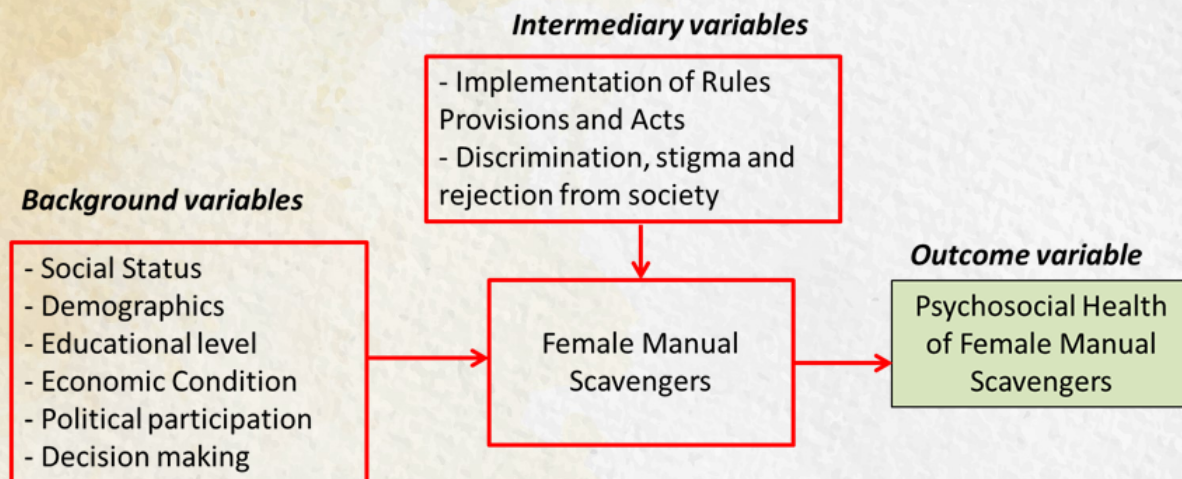 Intermediary variables
- Implementation of Rules
Provisions and Acts
- Discrimination, stigma and
rejection from society
Background variables
- Social Status
- Demographics
- Educational level
- Economic Condition
- Political participation
- Decision making
Female Manual
Scavengers
Outcome variable
Psychosocial Health
of Female Manual
Scavengers